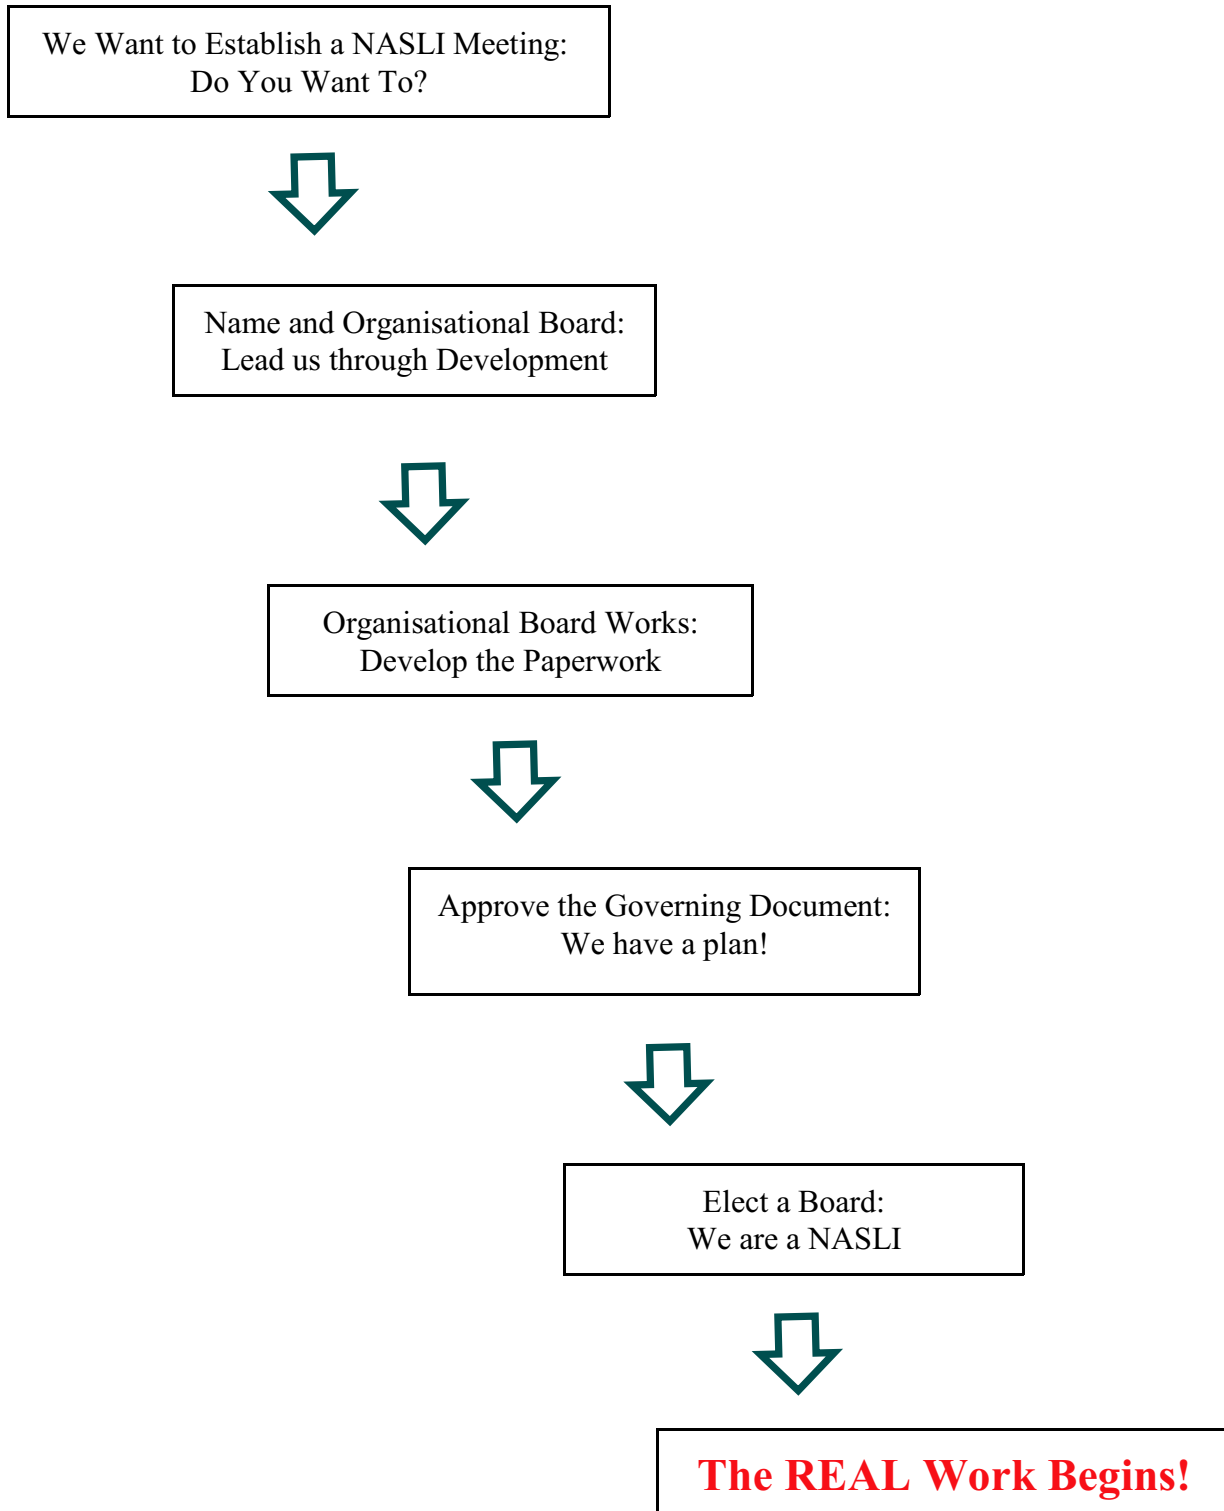 We Want to Establish a NASLI Meeting:
Do You Want To?
Name and Organisational Board:
Lead us through Development
Organisational Board Works:
Develop the Paperwork
Approve the Governing Document:
We have a plan!
Elect a Board:
We are a NASLI
The REAL Work Begins!